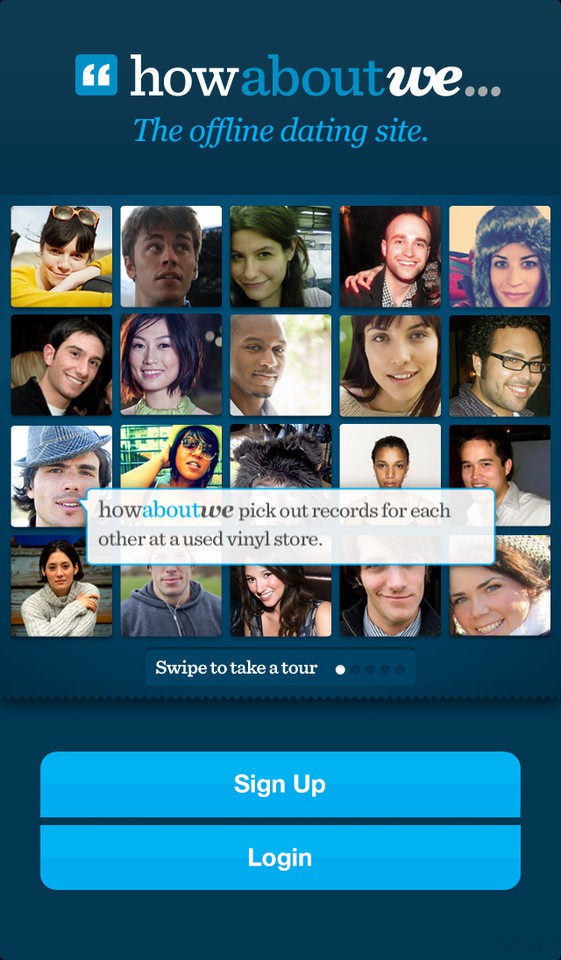 “ howaboutwe...
The offline dating site.
howaboutwe pick out records for each
other at a used vinyl store.
Swipe to take a tour
Sign Up
Login